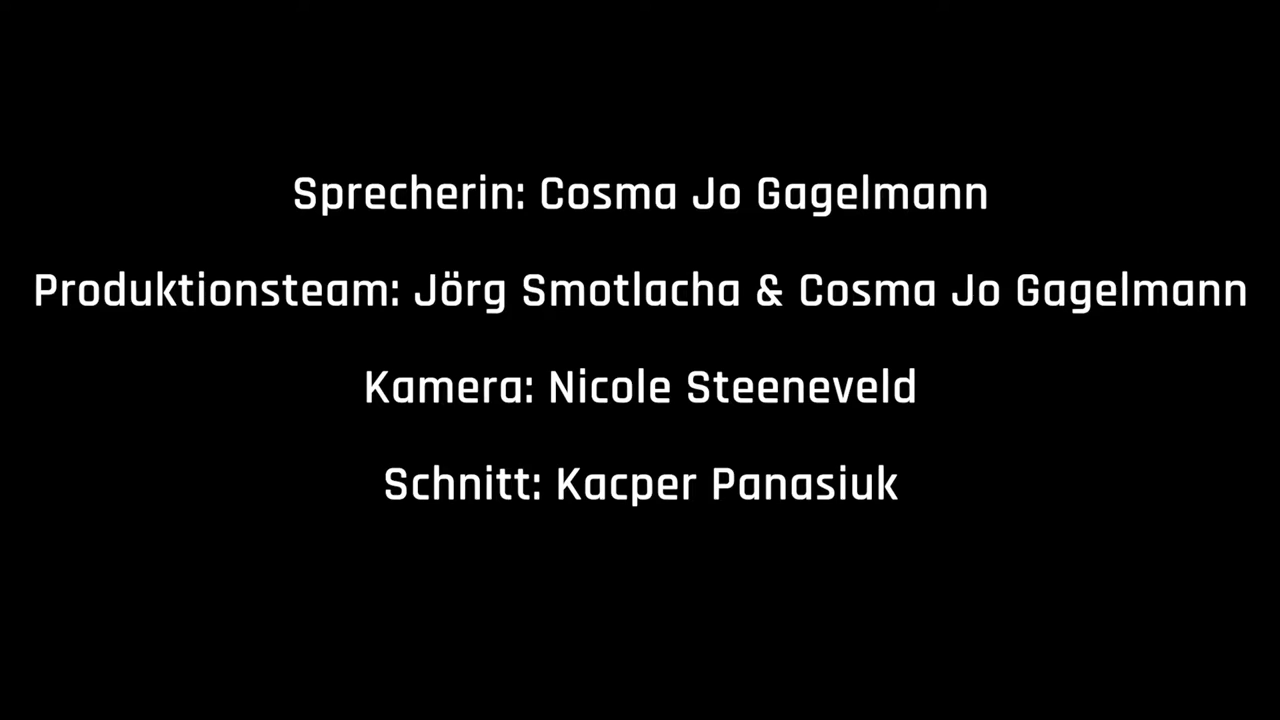 Sprecherin: Cosma Jo Gagelmann
Produktionsteam: Jörg Smotlacha & Cosma Jo Gagelmann
Kamera: Nicole Steeneveld
Schnitt: Kacper Panasiuk